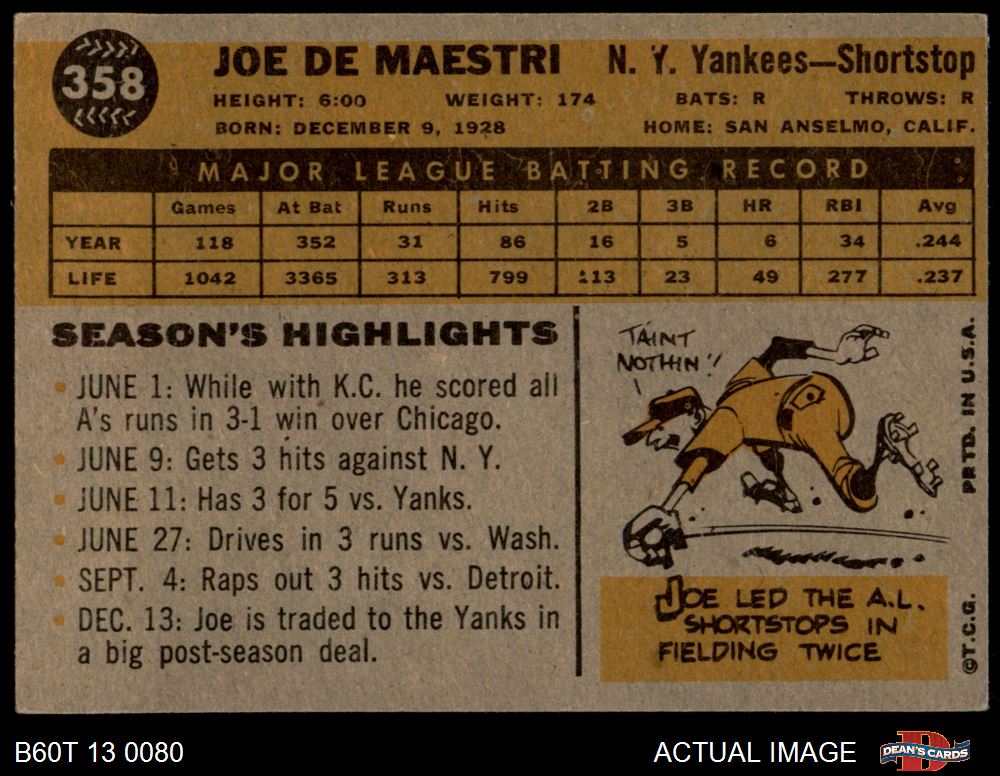 358
JOE DE MAESTRI N. Y. Yankees—Shortstop
HEIGHT: 6:00 WEIGHT: 174 BATS: R THROWS: R
BORN: DECEMBER 9, 1928 HOME: SAN ANSELMO, CALIF.
MAJOR LEAGUE BATTING RECORD
Games At Bat Runs Hits 2B 3B HR RBI Avg
YEAR 118 352 31 86 16 5 6 34 .244
LIFE 1042 3365 313 799 113 23 49 277 .237
SEASON'S HIGHLIGHTS
JUNE 1: While with K.C. he scored all
A's runs in 3-1 win over Chicago.
JUNE 9: Gets 3 hits against N. Y.
JUNE 11: Has 3 for 5 vs. Yanks.
JUNE 27: Drives in 3 runs vs. Wash.
SEPT. 4: Raps out 3 hits vs. Detroit.
DEC. 13: Joe is traded to the Yanks in
a big post-season deal.
'TAINT
NOTHIN'!
JOE LED THE A.L.
SHORTSTOPS IN
FIELDING TWICE
©T.C.G. PRTD. IN U.S.A.
B60T 13 0080 ACTUAL IMAGE DEAN'S CARDS